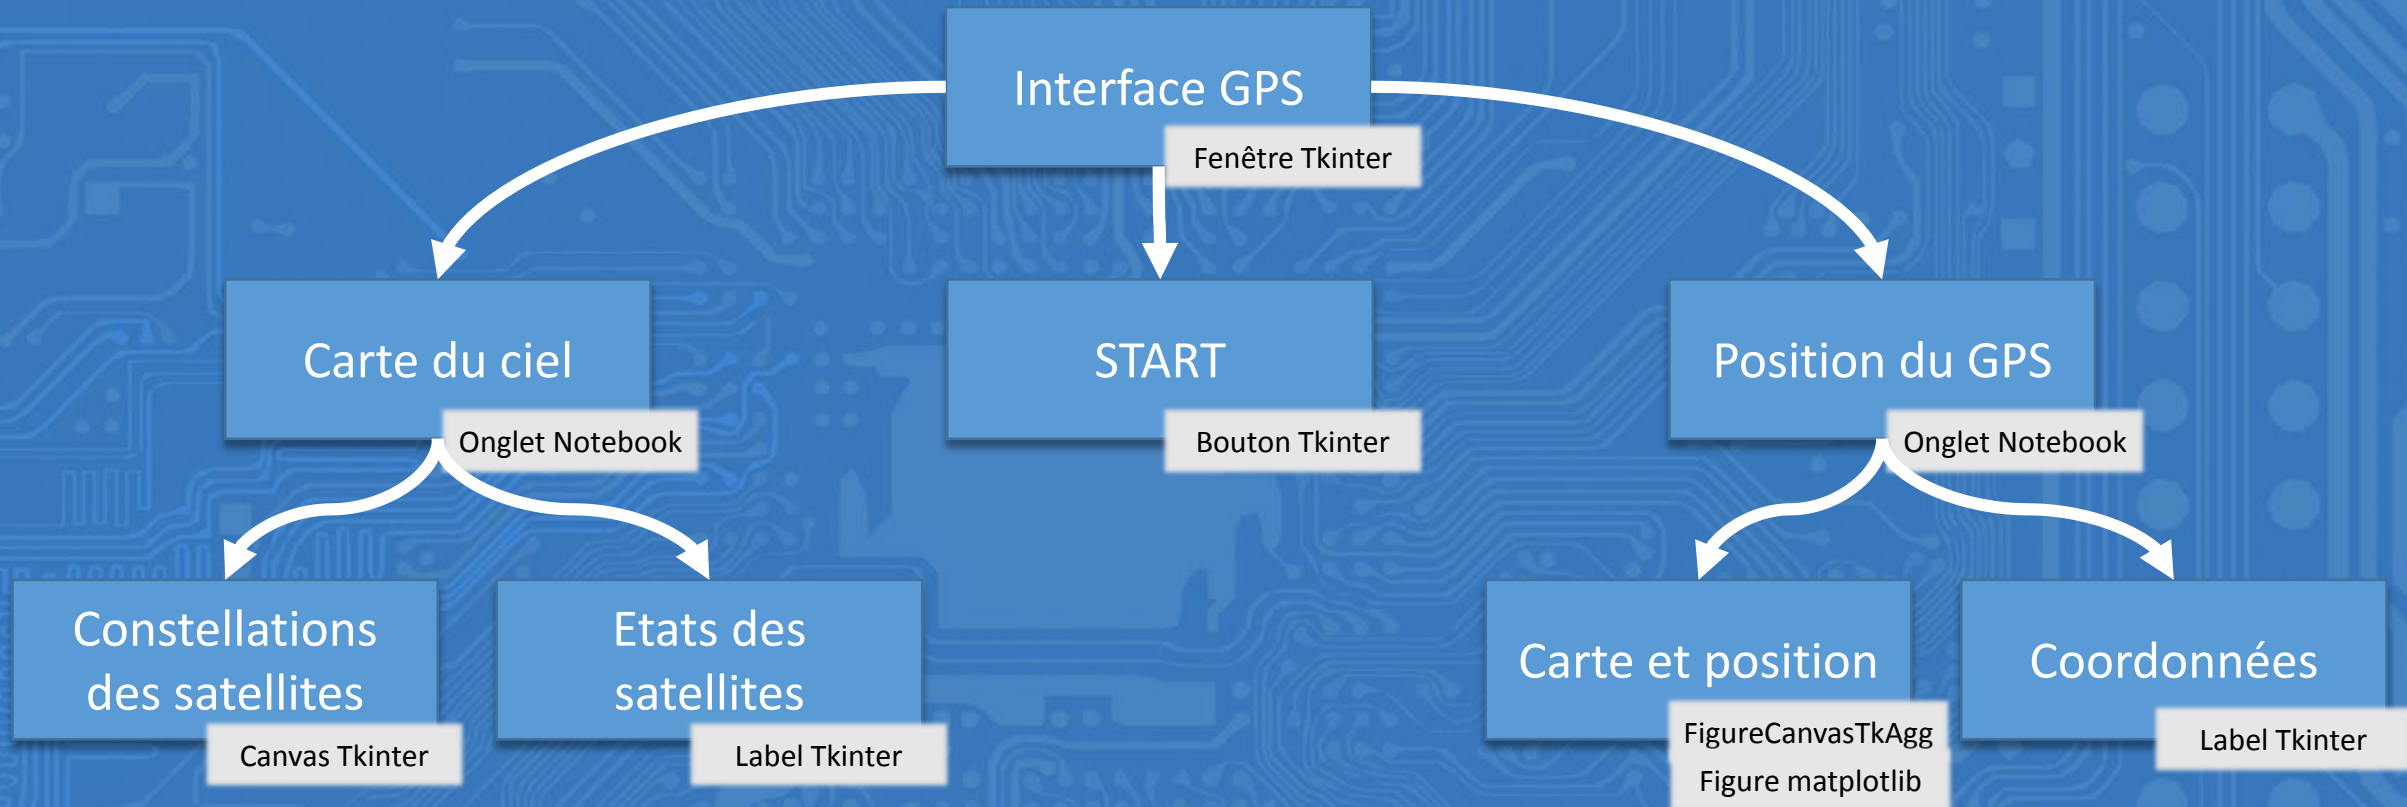 Interface GPS
Fenêtre Tkinter
Carte du ciel
Onglet Notebook
START
Bouton Tkinter
Position du GPS
Onglet Notebook
Constellations
des satellites
Canvas Tkinter
Etats des
satellites
Label Tkinter
Carte et position
FigureCanvasTkAgg
Figure matplotlib
Coordonnées
Label Tkinter